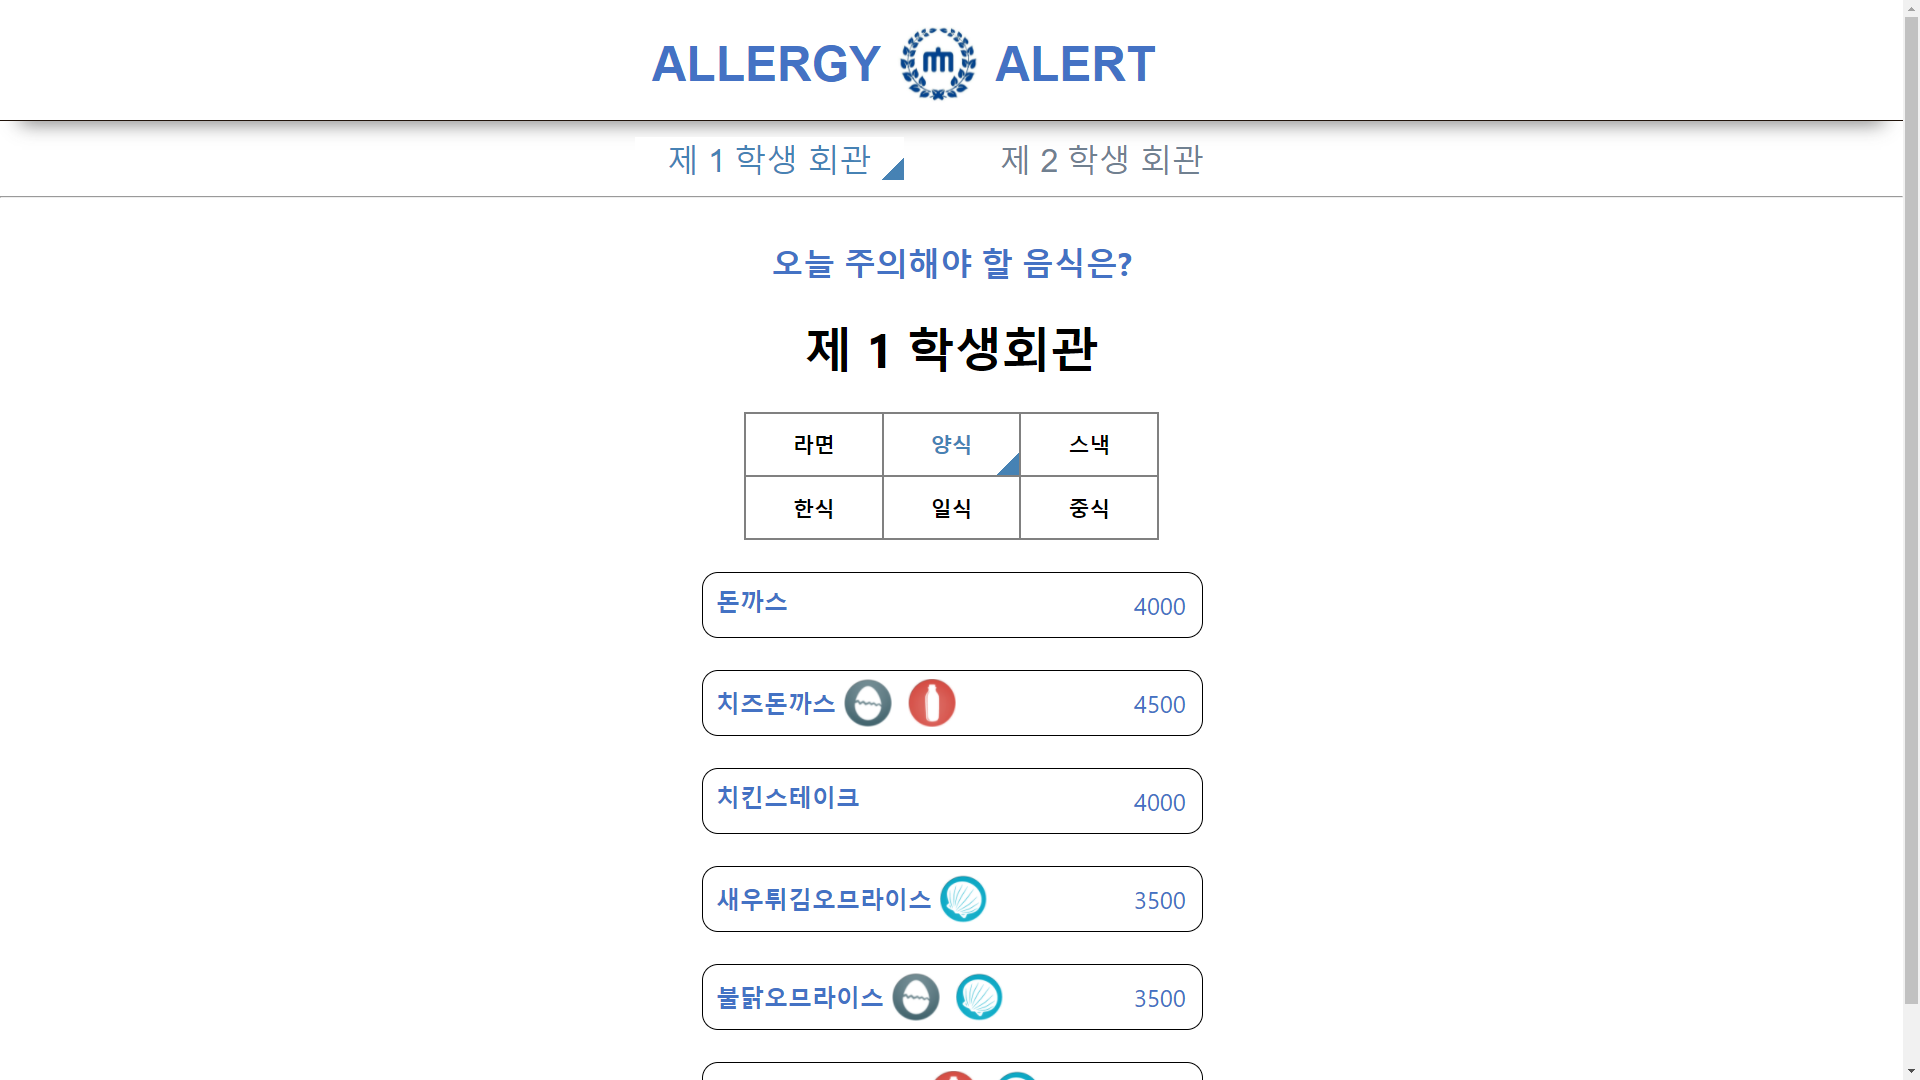 ALLERGY ALERT
제 1 학생 회관 제 2 학생 회관
오늘 주의해야 할 음식은?
제 1 학생회관
라면 양식 스낵
한식 일식 중식
돈까스 4000
치즈돈까스 4500
치킨스테이크 4000
새우튀김오므라이스 3500
불닭오므라이스 3500